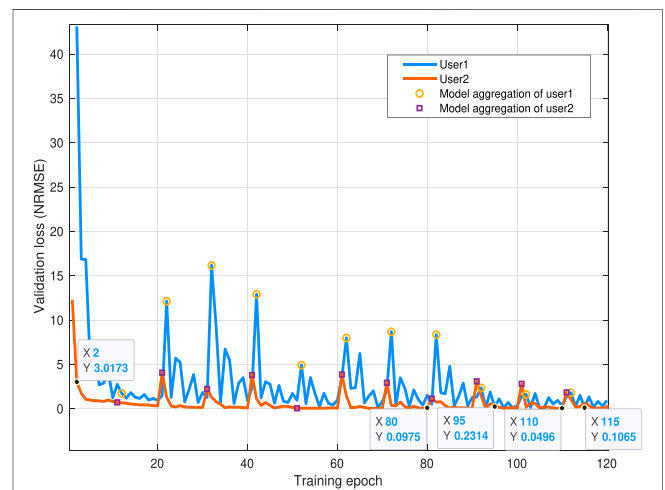 40
35
30
25
20
15
10
5
0
Validation loss (NRMSE)
User1
User2
Model aggregation of user1
Model aggregation of user2
X 2
Y 3.0173
X 80
Y 0.0975
X 95
Y 0.2314
X 110
Y 0.0496
X 115
Y 0.1065
20
40
60
80
100
120
Training epoch